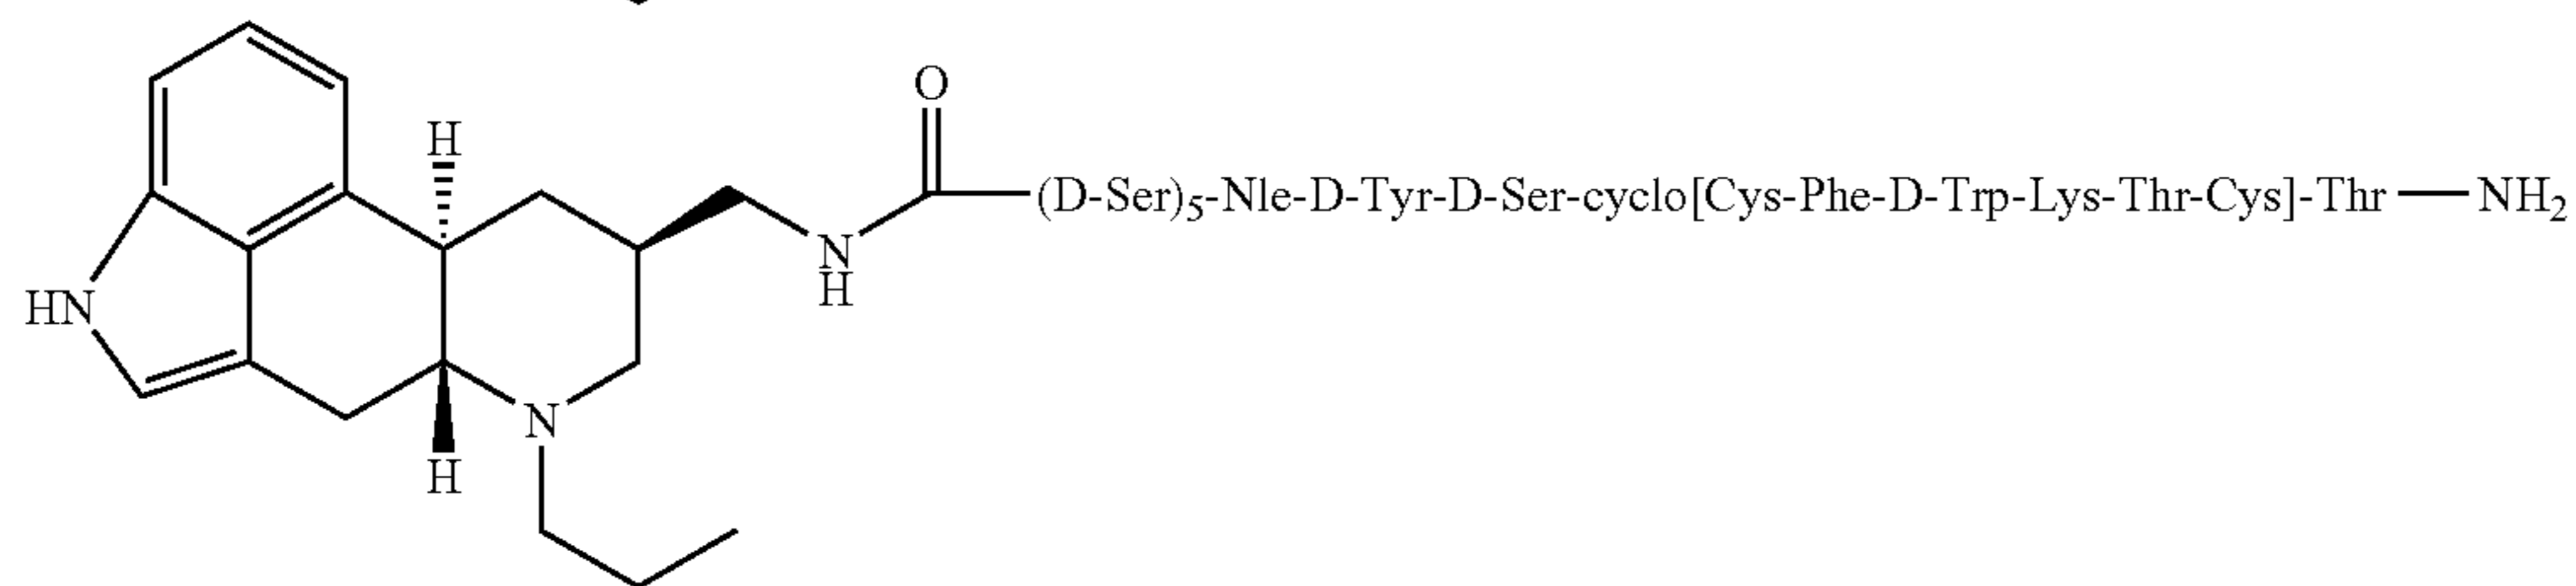 O
H
(D-Ser)5-Nle-D-Tyr-D-Ser-cyclo[Cys-Phe-D-Trp-Lys-Thr-Cys]-Thr—NH2
N
H
HN
N
H